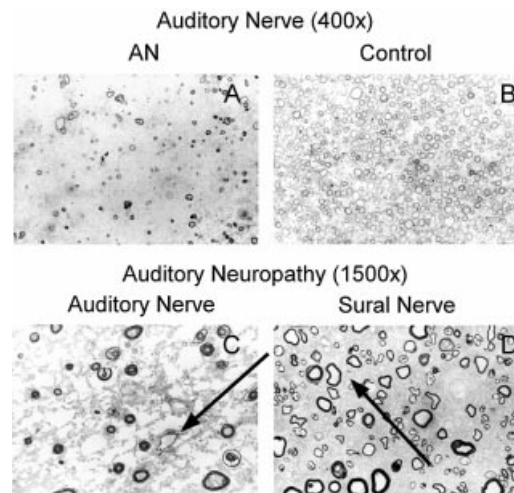 Auditory Nerve (400x)
AN Control
A B
Auditory Neuropathy (1500x)
Auditory Nerve Sural Nerve
C D